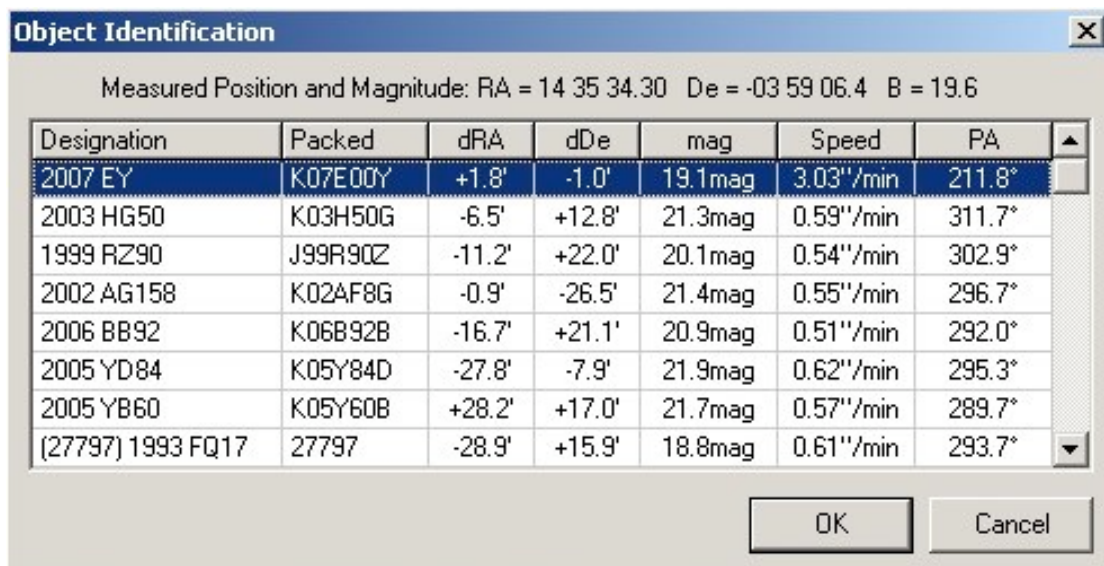 Object Identification
Measured Position and Magnitude: RA = 14 35 34.30 De = -03 59 06.4 B = 19.6
Designation Packed dRA dDe mag Speed PA
2007 EY K07E00Y +1.8' -1.0' 19.1mag 3.03''/min 211.8°
2003 HG50 K03H50G -6.5' +12.8' 21.3mag 0.59''/min 311.7°
1999 RZ90 J99R90Z -11.2' +22.0' 20.1mag 0.54''/min 302.9°
2002 AG158 K02AF8G -0.9' -26.5' 21.4mag 0.55''/min 296.7°
2006 BB92 K06B92B -16.7' +21.1' 20.9mag 0.51''/min 292.0°
2005 YD84 K05Y84D -27.8' -7.9' 21.9mag 0.62''/min 295.3°
2005 YB60 K05Y60B +28.2' +17.0' 21.7mag 0.57''/min 289.7°
(27797) 1993 FQ17 27797 -28.9' +15.9' 18.8mag 0.61''/min 293.7°
OK Cancel